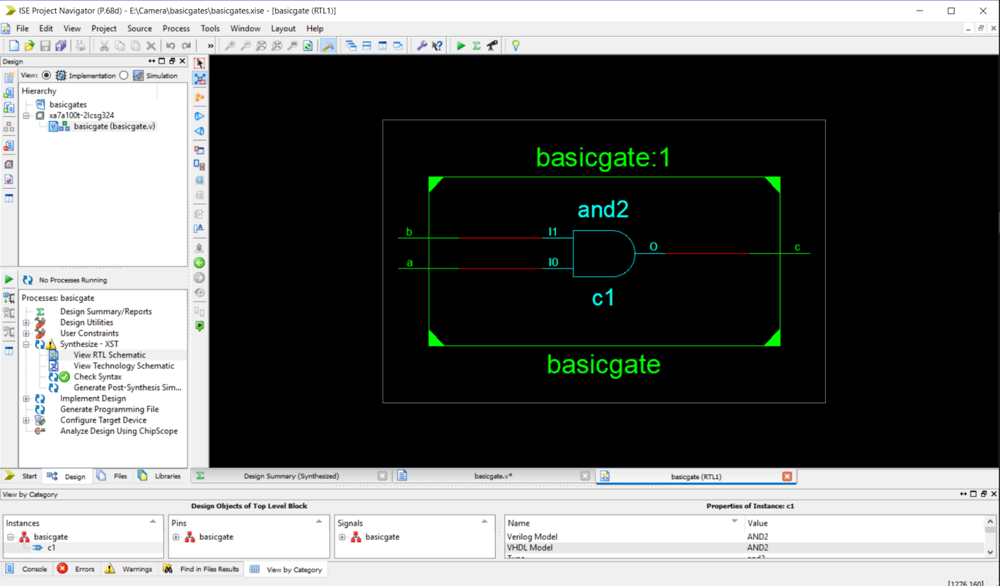 ISE Project Navigator (P.68d) - E:\Camera\basicgates\basicgates.xise - [basicgate (RTL1)]
File Edit View Project Source Process Tools Window Layout Help
Design
View: Implementation Simulation
Hierarchy
basicgates
xa7a100t-2lcsg324
basicgate (basicgate.v)
No Processes Running
Processes: basicgate
Design Summary/Reports
Design Utilities
User Constraints
Synthesize - XST
View RTL Schematic
View Technology Schematic
Check Syntax
Generate Post-Synthesis Sim...
Implement Design
Generate Programming File
Configure Target Device
Analyze Design Using ChipScope
Start Design Files Libraries
basicgate:1
and2
b I1
O c
a I0
c1
basicgate
Design Summary (Synthesized) basicgate.v* basicgate (RTL1)
View by Category
Design Objects of Top Level Block Properties of Instance: c1
Instances Pins Signals Name Value
basicgate basicgate basicgate Verilog Model AND2
c1 VHDL Model AND2
Type and2
Console Errors Warnings Find in Files Results View by Category
[1276,160]